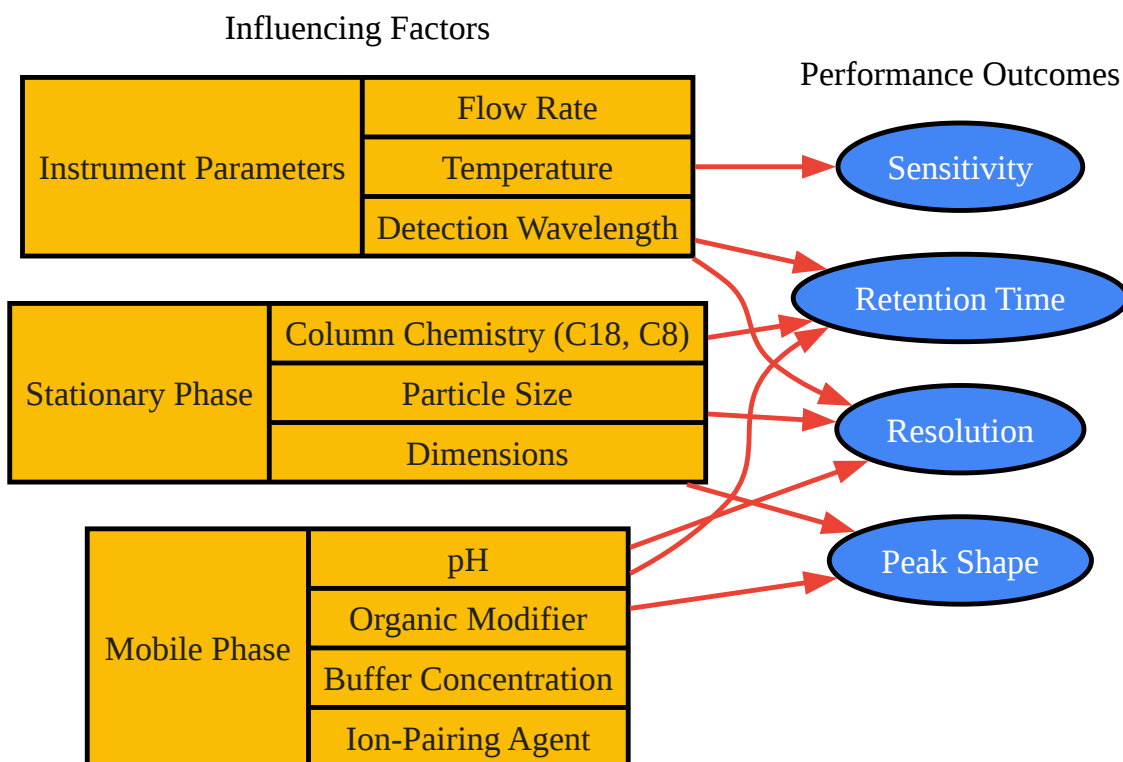 Influencing Factors
Performance Outcomes
Instrument Parameters
Flow Rate
Temperature
Detection Wavelength
Stationary Phase
Column Chemistry (C18, C8)
Particle Size
Dimensions
Mobile Phase
pH
Organic Modifier
Buffer Concentration
Ion-Pairing Agent
Sensitivity
Retention Time
Resolution
Peak Shape